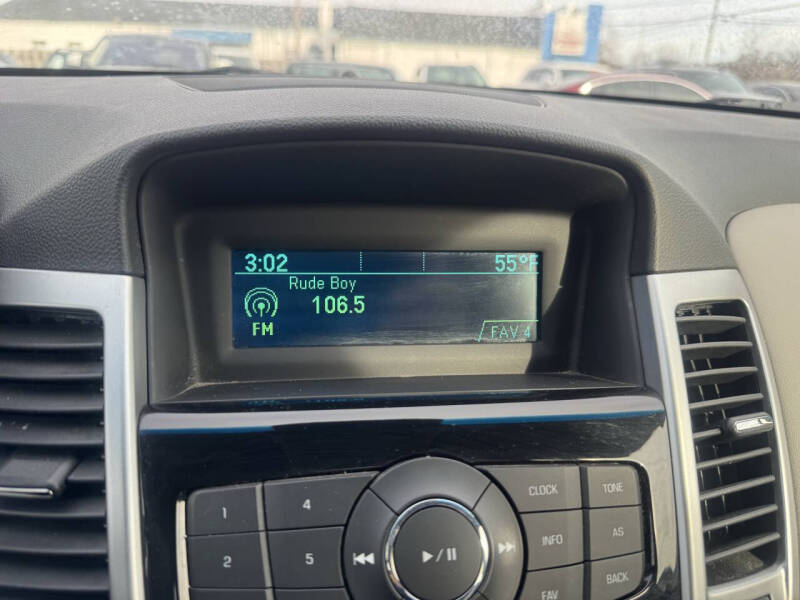 3:02 55°F
Rude Boy
106.5
FM
FAV 4
1 4 CLOCK TONE
2 5 INFO AS
FAV BACK